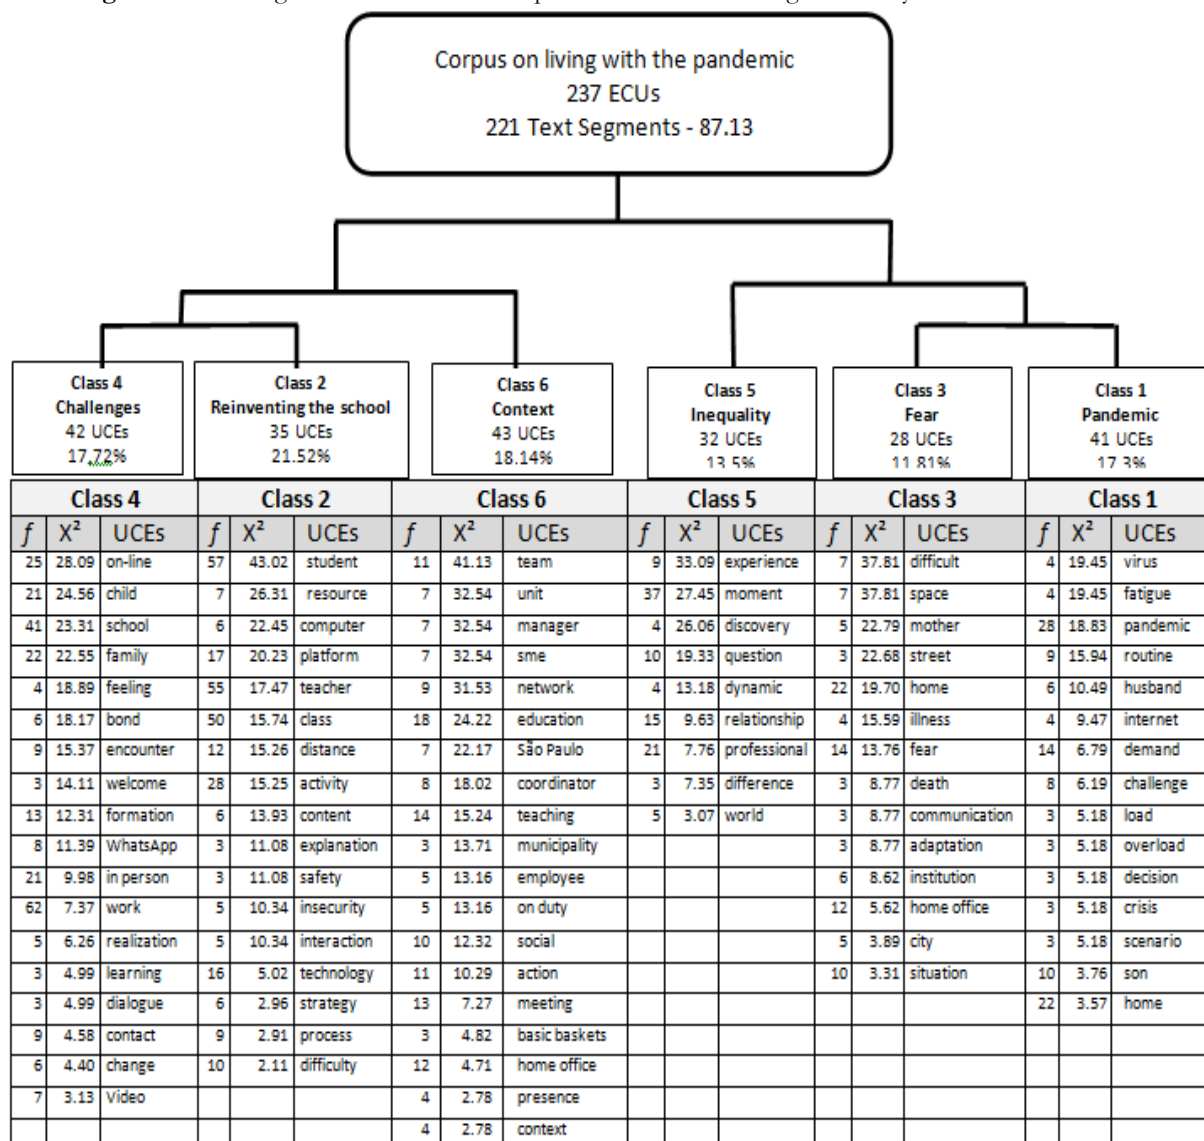 Corpus on living with the pandemic
237 ECUs
221 Text Segments - 87.13
Class 4
Challenges
42 UCEs
17,72%
Class 2
Reinventing the school
35 UCEs
21.52%
Class 6
Context
43 UCEs
18.14%
Class 5
Inequality
32 UCEs
13.5%
Class 3
Fear
28 UCEs
11.81%
Class 1
Pandemic
41 UCEs
17.3%
Class 4 Class 2 Class 6 Class 5 Class 3 Class 1
f X² UCEs f X² UCEs f X² UCEs f X² UCEs f X² UCEs f X² UCEs
25 28.09 on-line 57 43.02 student 11 41.13 team 9 33.09 experience 7 37.81 difficult 4 19.45 virus
21 24.56 child 7 26.31 resource 7 32.54 unit 37 27.45 moment 7 37.81 space 4 19.45 fatigue
41 23.31 school 6 22.45 computer 7 32.54 manager 4 26.06 discovery 5 22.79 mother 28 18.83 pandemic
22 22.55 family 17 20.23 platform 7 32.54 sme 10 19.33 question 3 22.68 street 9 15.94 routine
4 18.89 feeling 55 17.47 teacher 9 31.53 network 4 13.18 dynamic 22 19.70 home 6 10.49 husband
6 18.17 bond 50 15.74 class 18 24.22 education 15 9.63 relationship 4 15.59 illness 4 9.47 internet
9 15.37 encounter 12 15.26 distance 7 22.17 São Paulo 21 7.76 professional 14 13.76 fear 14 6.79 demand
3 14.11 welcome 28 15.25 activity 8 18.02 coordinator 3 7.35 difference 3 8.77 death 8 6.19 challenge
13 12.31 formation 6 13.93 content 14 15.24 teaching 5 3.07 world 3 8.77 communication 3 5.18 load
8 11.39 WhatsApp 3 11.08 explanation 3 13.71 municipality 3 8.77 adaptation 3 5.18 overload
21 9.98 in person 3 11.08 safety 5 13.16 employee 6 8.62 institution 3 5.18 decision
62 7.37 work 5 10.34 insecurity 5 13.16 on duty 12 5.62 home office 3 5.18 crisis
5 6.26 realization 5 10.34 interaction 10 12.32 social 5 3.89 city 3 5.18 scenario
3 4.99 learning 16 5.02 technology 11 10.29 action 10 3.31 situation 10 3.76 son
3 4.99 dialogue 6 2.96 strategy 13 7.27 meeting 22 3.57 home
9 4.58 contact 9 2.91 process 3 4.82 basic baskets
6 4.40 change 10 2.11 difficulty 12 4.71 home office
7 3.13 Video 4 2.78 presence
4 2.78 context